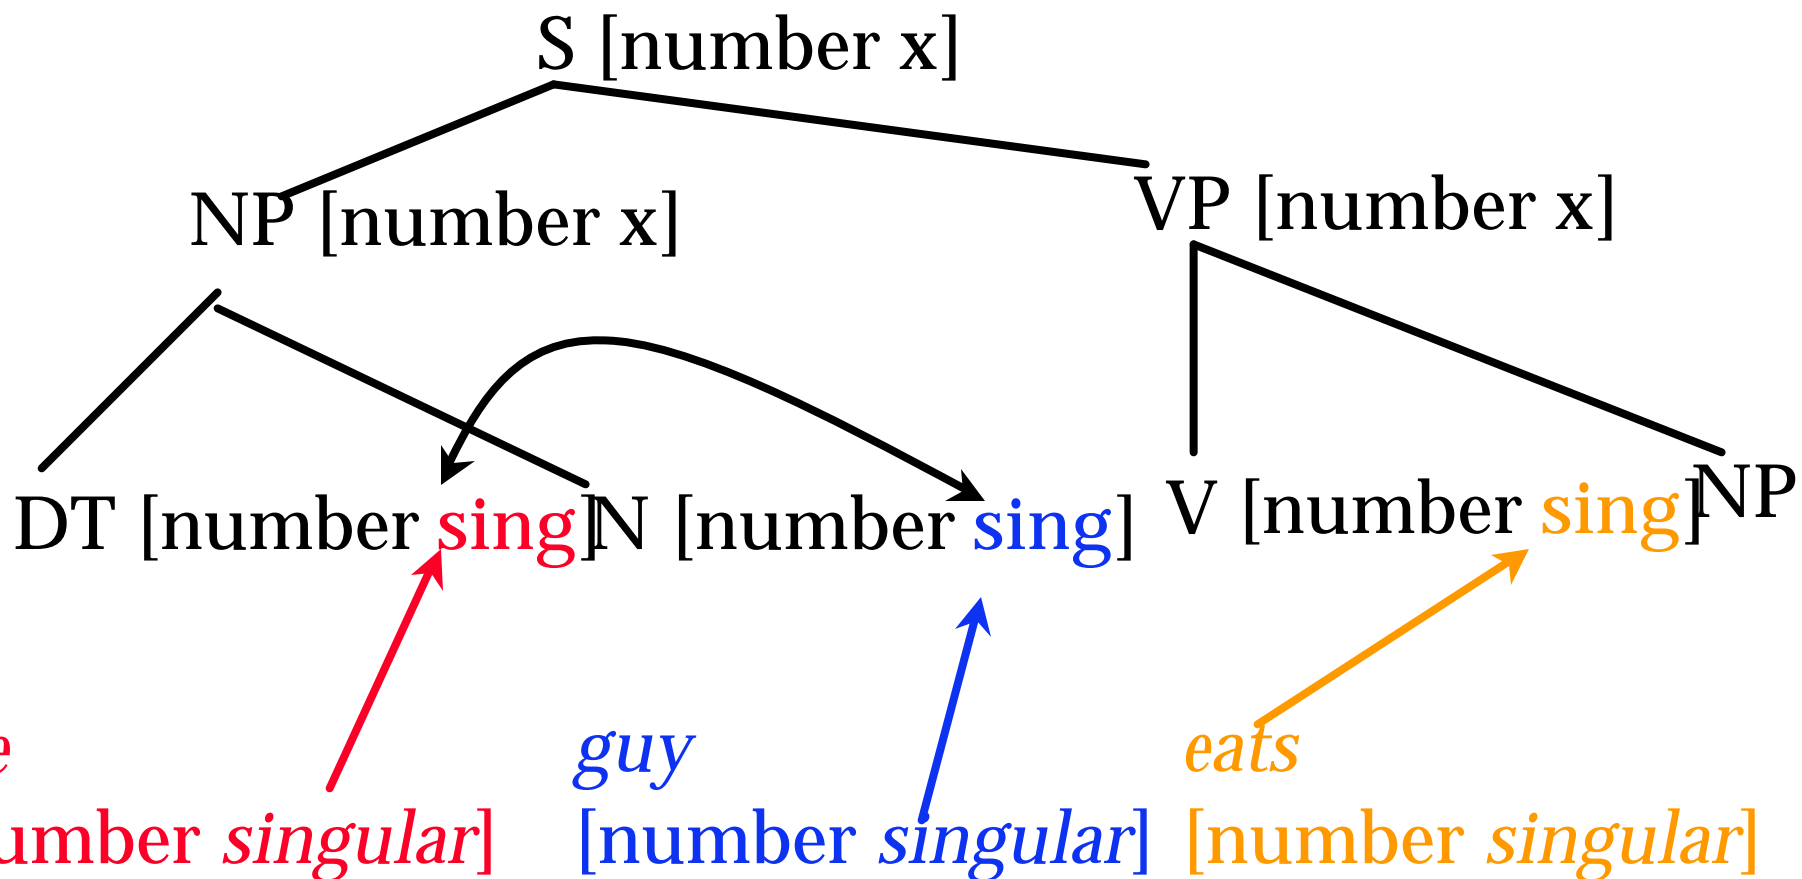 S [number x]
NP [number x]
VP [number x]
DT [number sing] N [number sing] V [number sing] NP
e guy eats
umber singular] [number singular] [number singular]